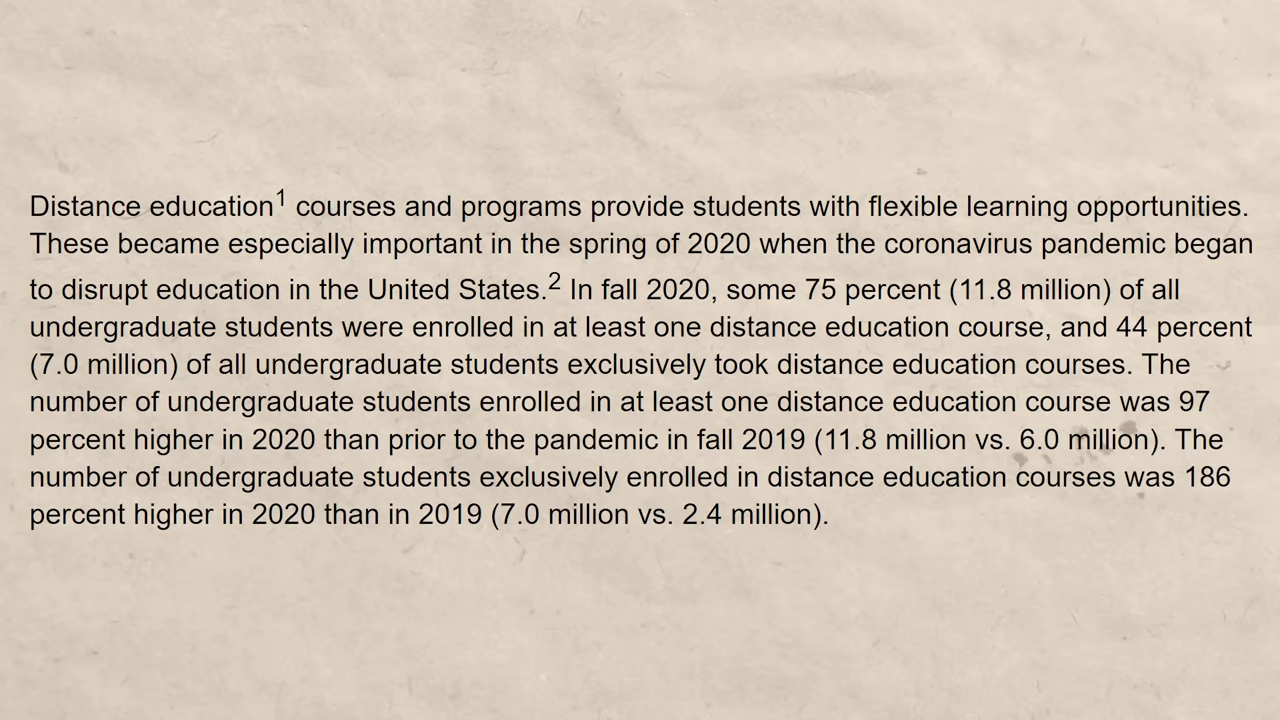 Distance education¹ courses and programs provide students with flexible learning opportunities.
These became especially important in the spring of 2020 when the coronavirus pandemic began
to disrupt education in the United States.² In fall 2020, some 75 percent (11.8 million) of all
undergraduate students were enrolled in at least one distance education course, and 44 percent
(7.0 million) of all undergraduate students exclusively took distance education courses. The
number of undergraduate students enrolled in at least one distance education course was 97
percent higher in 2020 than prior to the pandemic in fall 2019 (11.8 million vs. 6.0 million). The
number of undergraduate students exclusively enrolled in distance education courses was 186
percent higher in 2020 than in 2019 (7.0 million vs. 2.4 million).